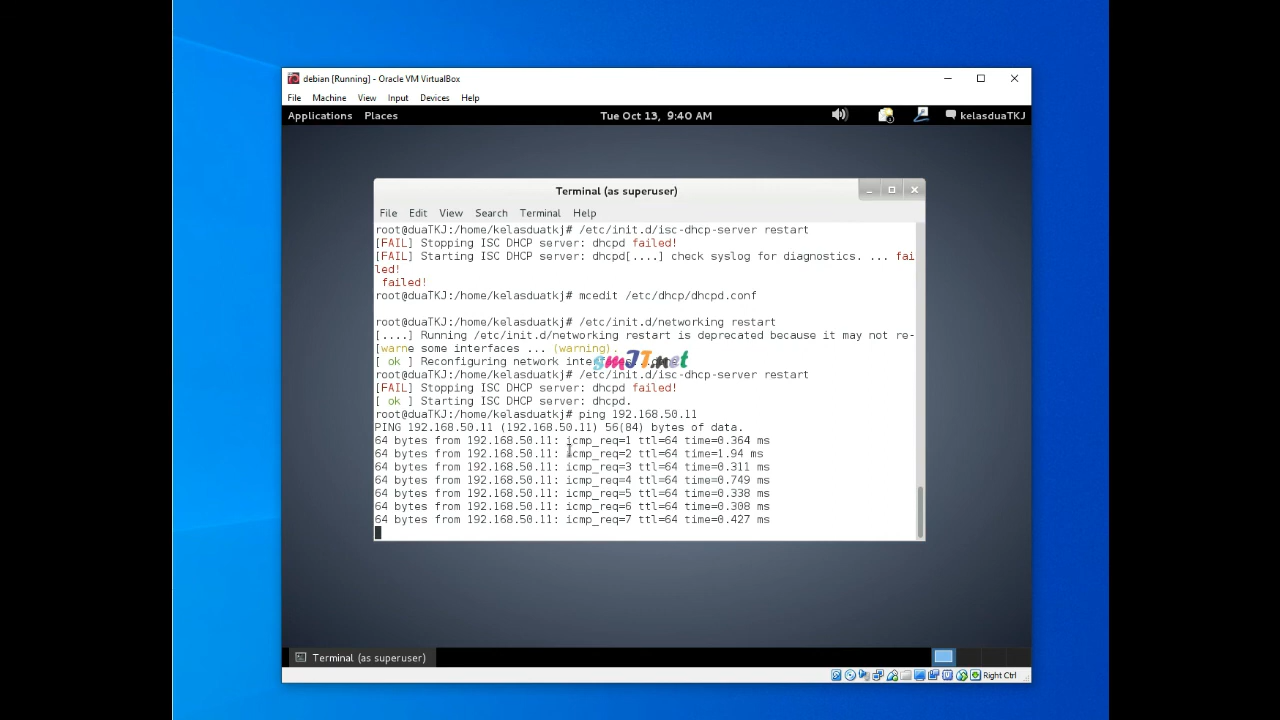 debian [Running] - Oracle VM VirtualBox
File Machine View Input Devices Help
Applications Places Tue Oct 13, 9:40 AM kelasduaTKJ
Terminal (as superuser)
File Edit View Search Terminal Help
root@duaTKJ:/home/kelasduatkj# /etc/init.d/isc-dhcp-server restart
[FAIL] Stopping ISC DHCP server: dhcpd failed!
[FAIL] Starting ISC DHCP server: dhcpd[....] check syslog for diagnostics. ... fai
led!
failed!
root@duaTKJ:/home/kelasduatkj# mcedit /etc/dhcp/dhcpd.conf
root@duaTKJ:/home/kelasduatkj# /etc/init.d/networking restart
[....] Running /etc/init.d/networking restart is deprecated because it may not re-
[warne some interfaces ... (warning).
[ ok ] Reconfiguring network
gmIT.net
root@duaTKJ:/home/kelasduatkj# /etc/init.d/isc-dhcp-server restart
[FAIL] Stopping ISC DHCP server: dhcpd failed!
[ ok ] Starting ISC DHCP server: dhcpd.
root@duaTKJ:/home/kelasduatkj# ping 192.168.50.11
PING 192.168.50.11 (192.168.50.11) 56(84) bytes of data.
64 bytes from 192.168.50.11: icmp_req=1 ttl=64 time=0.364 ms
64 bytes from 192.168.50.11: icmp_req=2 ttl=64 time=1.94 ms
64 bytes from 192.168.50.11: icmp_req=3 ttl=64 time=0.311 ms
64 bytes from 192.168.50.11: icmp_req=4 ttl=64 time=0.749 ms
64 bytes from 192.168.50.11: icmp_req=5 ttl=64 time=0.338 ms
64 bytes from 192.168.50.11: icmp_req=6 ttl=64 time=0.308 ms
64 bytes from 192.168.50.11: icmp_req=7 ttl=64 time=0.427 ms
Terminal (as superuser)
Right Ctrl